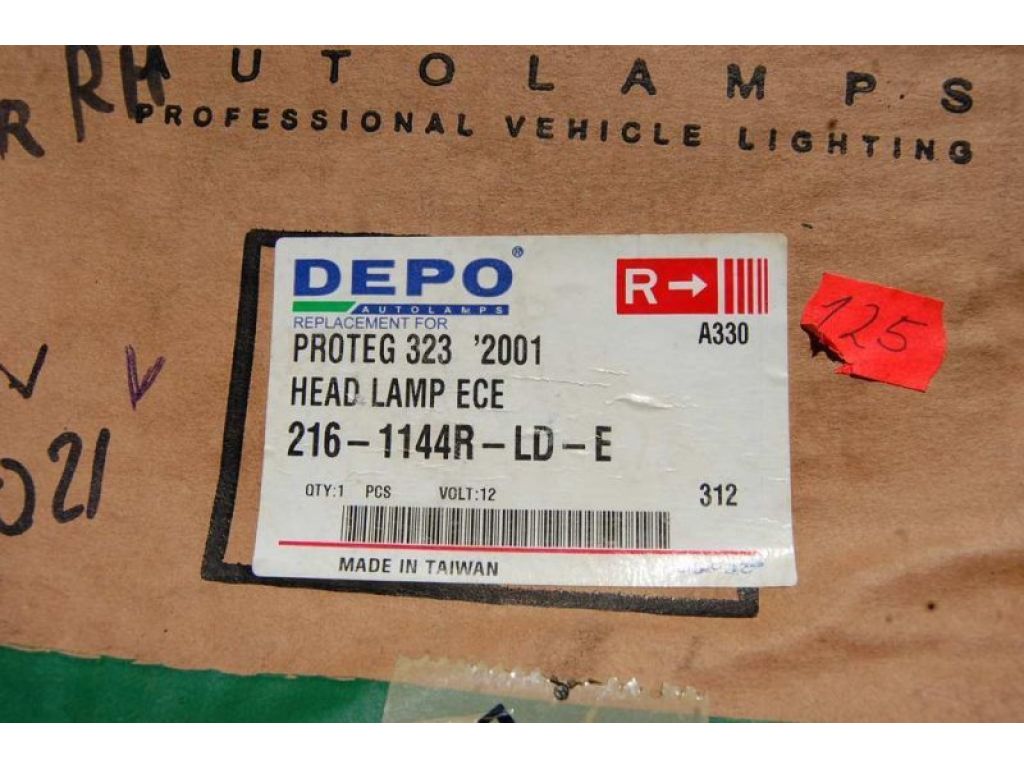 RH AUTOLAMPS
R PROFESSIONAL VEHICLE LIGHTING
DEPO®
AUTOLAMPS
REPLACEMENT FOR
R→
A330
PROTEG 323 '2001
HEAD LAMP ECE
216-1144R-LD-E
QTY:1 PCS VOLT:12
312
MADE IN TAIWAN
125
V V
021